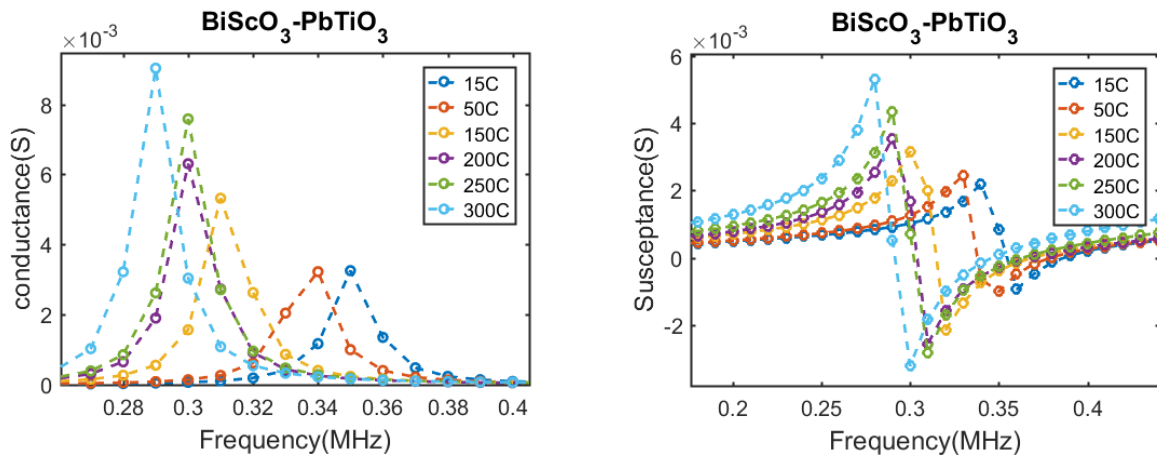 BiScO3-PbTiO3
×10-3
conductance(S)
8
6
4
2
0
0.28 0.3 0.32 0.34 0.36 0.38 0.4
Frequency(MHz)
15C
50C
150C
200C
250C
300C
BiScO3-PbTiO3
×10-3
Susceptance(S)
6
4
2
0
-2
0.2 0.25 0.3 0.35 0.4
Frequency(MHz)
15C
50C
150C
200C
250C
300C